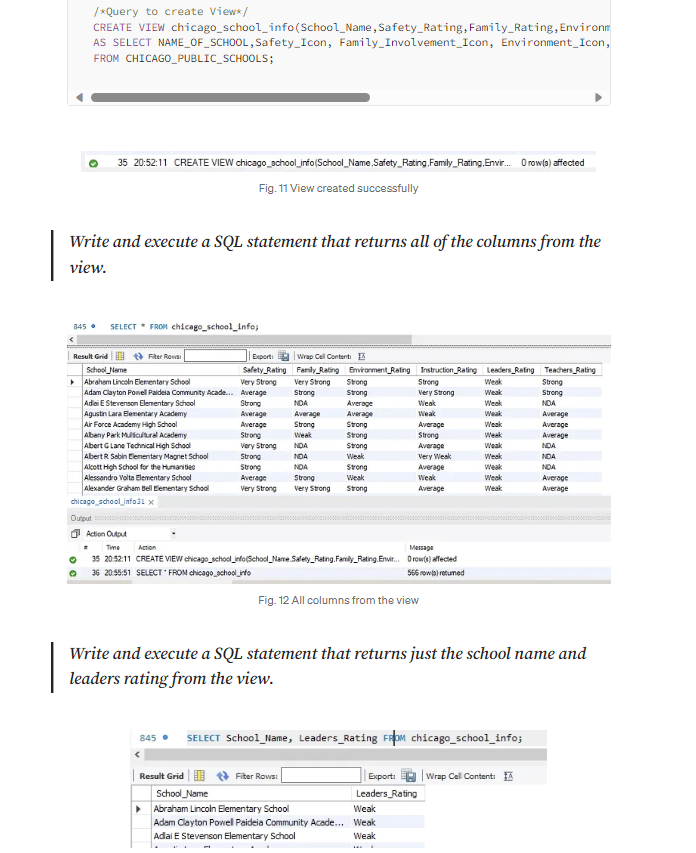 /*Query to create View*/
CREATE VIEW chicago_school_info(School_Name,Safety_Rating,Family_Rating,Environm
AS SELECT NAME_OF_SCHOOL,Safety_Icon, Family_Involvement_Icon, Environment_Icon,
FROM CHICAGO_PUBLIC_SCHOOLS;
35 20:52:11 CREATE VIEW chicago_school_info(School_Name,Safety_Rating,Family_Rating,Envir... 0 row(s) affected
Fig. 11 View created successfully
Write and execute a SQL statement that returns all of the columns from the
view.
845 SELECT * FROM chicago_school_info;
Result Grid Filter Rows: Export: Wrap Cell Content:
School_Name Safety_Rating Family_Rating Environment_Rating Instruction_Rating Leaders_Rating Teachers_Rating
Abraham Lincoln Elementary School Very Strong Very Strong Strong Strong Weak Strong
Adam Clayton Powell Paideia Community Acade... Average Strong Strong Very Strong Weak Strong
Adlai E Stevenson Elementary School Strong NDA Average Weak Weak NDA
Agustin Lara Elementary Academy Average Average Average Weak Weak Average
Air Force Academy High School Average Strong Strong Average Weak Average
Albany Park Multicultural Academy Strong Weak Strong Strong Weak Average
Albert G Lane Technical High School Very Strong NDA Strong Average Weak NDA
Albert R Sabin Elementary Magnet School Strong NDA Weak Very Weak Weak NDA
Alcott High School for the Humanities Strong NDA Strong Average Weak NDA
Alessandro Volta Elementary School Average Strong Weak Weak Weak Average
Alexander Graham Bell Elementary School Very Strong Very Strong Strong Average Weak Average
chicago_school_info31 x
Output
Action Output
# Time Action Message
35 20:52:11 CREATE VIEW chicago_school_info(School_Name,Safety_Rating,Family_Rating,Envir... 0 row(s) affected
36 20:55:51 SELECT * FROM chicago_school_info 566 row(s) returned
Fig. 12 All columns from the view
Write and execute a SQL statement that returns just the school name and
leaders rating from the view.
845 SELECT School_Name, Leaders_Rating FROM chicago_school_info;
Result Grid Filter Rows: Export: Wrap Cell Content:
School_Name Leaders_Rating
Abraham Lincoln Elementary School Weak
Adam Clayton Powell Paideia Community Acade... Weak
Adlai E Stevenson Elementary School Weak